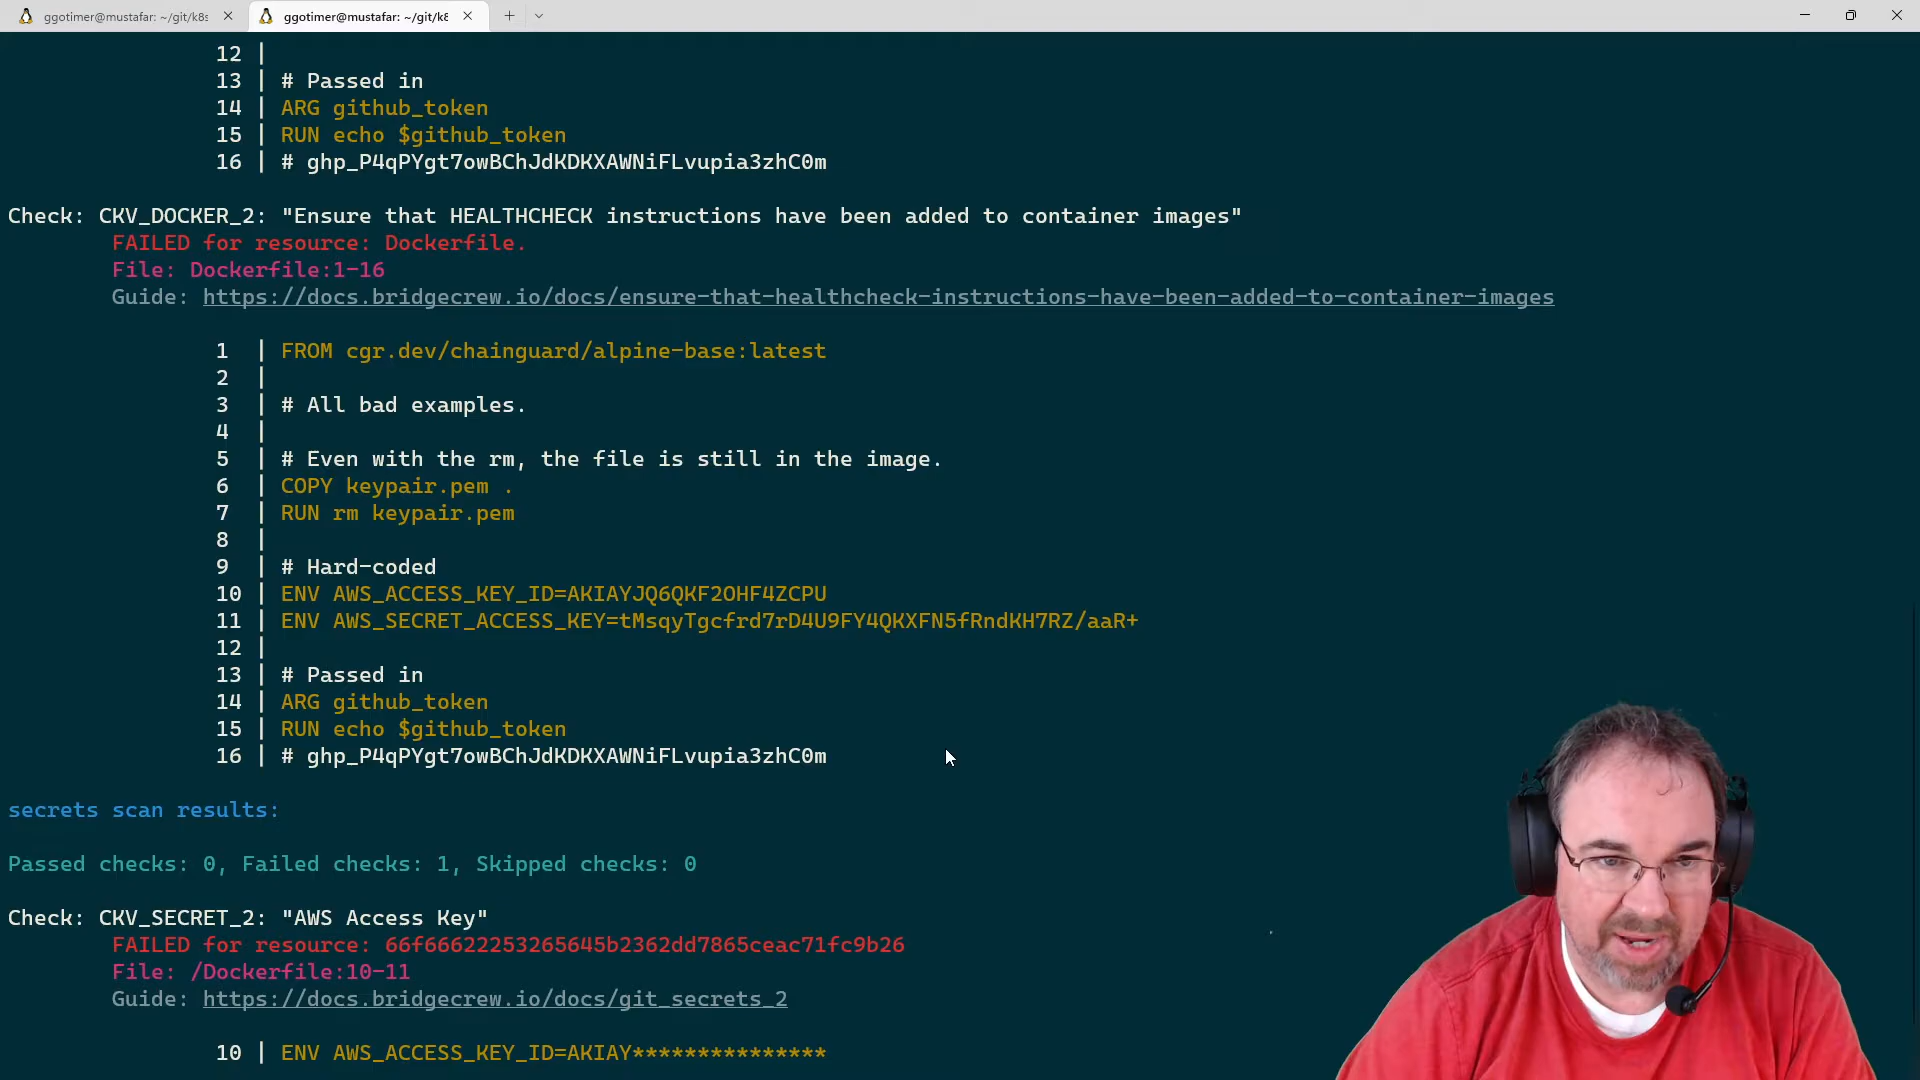 ggotimer@mustafar: ~/git/k8s
ggotimer@mustafar: ~/git/k8
12 |
13 | # Passed in
14 | ARG github_token
15 | RUN echo $github_token
16 | # 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
Check: CKV_DOCKER_2: "Ensure that HEALTHCHECK instructions have been added to container images"
FAILED for resource: Dockerfile.
File: Dockerfile:1-16
Guide: https://docs.bridgecrew.io/docs/ensure-that-healthcheck-instructions-have-been-added-to-container-images
1 | FROM cgr.dev/chainguard/alpine-base:latest
2 |
3 | # All bad examples.
4 |
5 | # Even with the rm, the file is still in the image.
6 | COPY keypair.pem .
7 | RUN rm keypair.pem
8 |
9 | # Hard-coded
10 | ENV AWS_ACCESS_KEY_ID=AKIAYJQ6QKF2OHF4ZCPU
11 | ENV AWS_SECRET_ACCESS_KEY=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
12 |
13 | # Passed in
14 | ARG github_token
15 | RUN echo $github_token
16 | # 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
secrets scan results:
Passed checks: 0, Failed checks: 1, Skipped checks: 0
Check: CKV_SECRET_2: "AWS Access Key"
FAILED for resource: 66f66622253265645b2362dd7865ceac71fc9b26
File: /Dockerfile:10-11
Guide: https://docs.bridgecrew.io/docs/git_secrets_2
10 | ENV AWS_ACCESS_KEY_ID=AKIAY***************